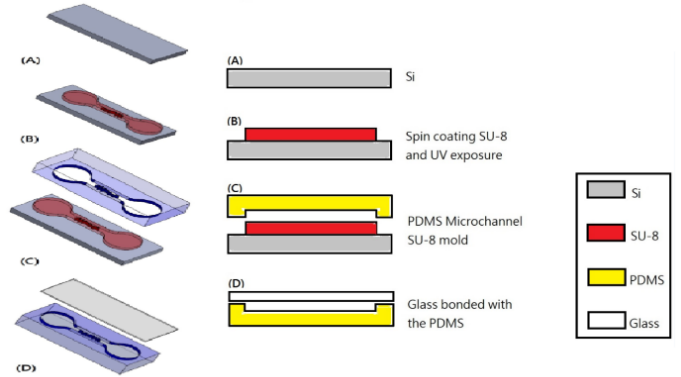 (A)
(B)
(C)
(D)
(A)
Si
(B)
Spin coating SU-8
and UV exposure
(C)
PDMS Microchannel
SU-8 mold
(D)
Glass bonded with
the PDMS
Si
SU-8
PDMS
Glass